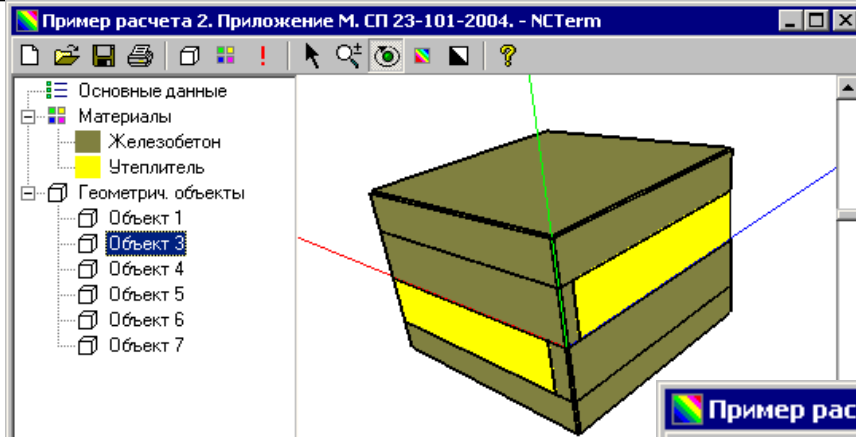 Пример расчета 2. Приложение М. СП 23-101-2004. - NCTerm
Основные данные
Материалы
Железобетон
Утеплитель
Геометрич. объекты
Объект 1
Объект 3
Объект 4
Объект 5
Объект 6
Объект 7
Пример рас